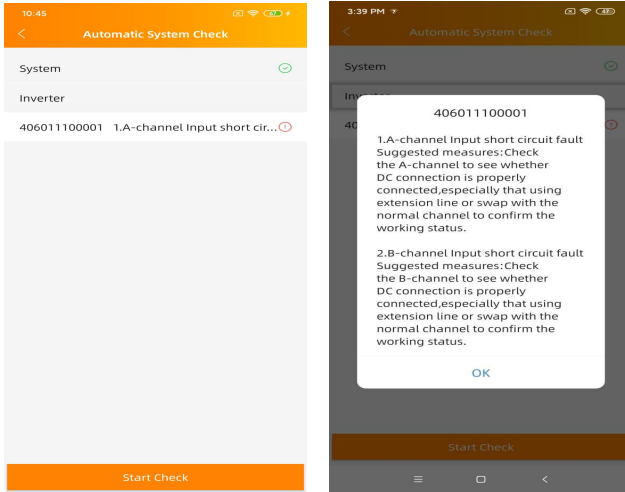 10:45
47
Automatic System Check
System
Inverter
406011100001 1.A-channel Input short cir...
Start Check
3:39 PM
Automatic System Check
System
40
406011100001
1.A-channel Input short circuit fault
Suggested measures:Check
the A-channel to see whether
DC connection is properly
connected,especially that using
extension line or swap with the
normal channel to confirm the
working status.
2.B-channel Input short circuit fault
Suggested measures:Check
the B-channel to see whether
DC connection is properly
connected,especially that using
extension line or swap with the
normal channel to confirm the
working status.
OK
Start Check